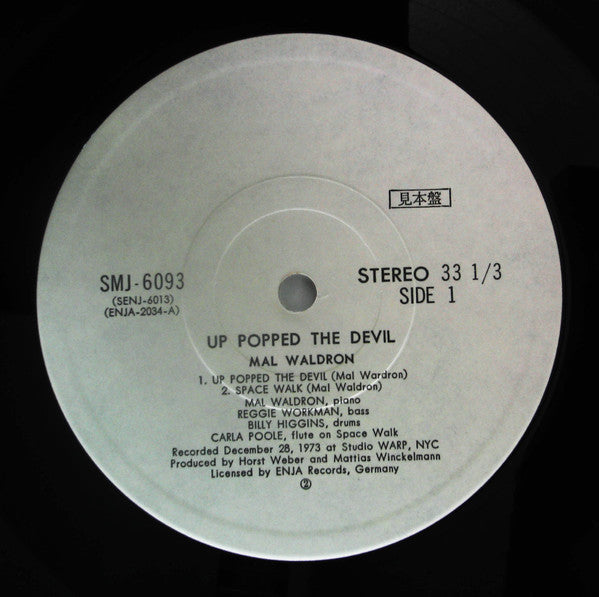 見本盤
SMJ-6093
(SENJ-6013)
(ENJA-2034-A)
STEREO 33 1/3
SIDE 1
UP POPPED THE DEVIL
MAL WALDRON
1. UP POPPED THE DEVIL (Mal Wardron)
2. SPACE WALK (Mal Waldron)
MAL WALDRON, piano
REGGIE WORKMAN, bass
BILLY HIGGINS, drums
CARLA POOLE, flute on Space Walk
Recorded December 28, 1973 at Studio WARP, NYC
Produced by Horst Weber and Mattias Winckelmann
Licensed by ENJA Records, Germany
②